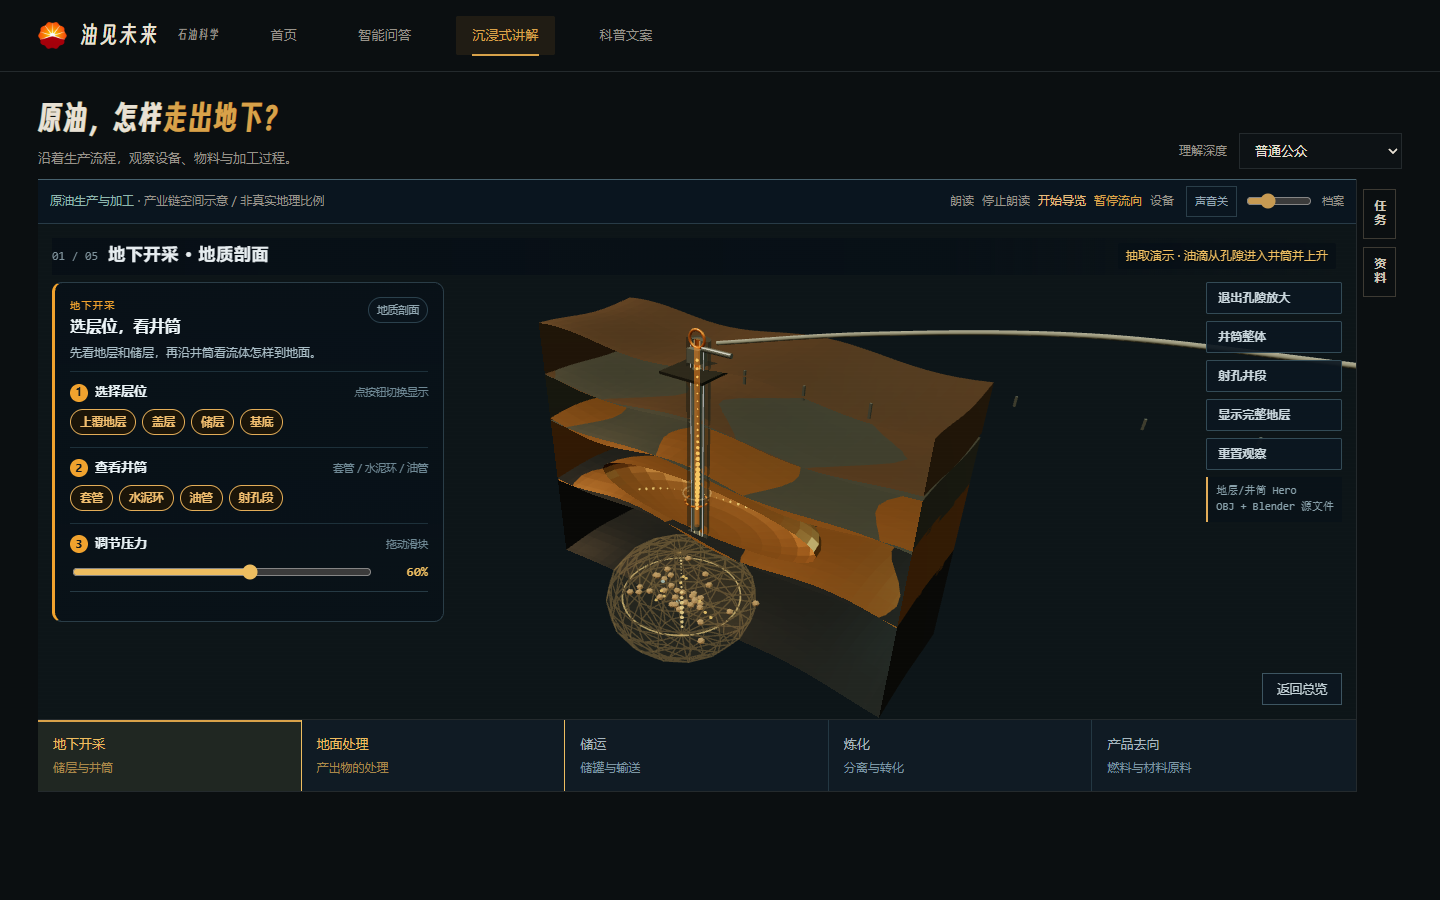 油见未来 石油科学 首页 智能问答 沉浸式讲解 科普文案
原油，怎样走出地下？
沿着生产流程，观察设备、物料与加工过程。
理解深度 普通公众
原油生产与加工 · 产业链空间示意 / 非真实地理比例
朗读 停止朗读 开始导览 暂停流向 设备 声音关 档案
任务
资料
01 / 05 地下开采 • 地质剖面
抽取演示 · 油滴从孔隙进入井筒并上升
地下开采
地质剖面
选层位，看井筒
先看地层和储层，再沿井筒看流体怎样到地面。
1 选择层位 点按钮切换显示
上覆地层 盖层 储层 基底
2 查看井筒 套管 / 水泥环 / 油管
套管 水泥环 油管 射孔段
3 调节压力 拖动滑块
60%
退出孔隙放大
井筒整体
射孔井段
显示完整地层
重置观察
地层/井筒 Hero
OBJ + Blender 源文件
返回总览
地下开采
储层与井筒
地面处理
产出物的处理
储运
储罐与输送
炼化
分离与转化
产品去向
燃料与材料原料